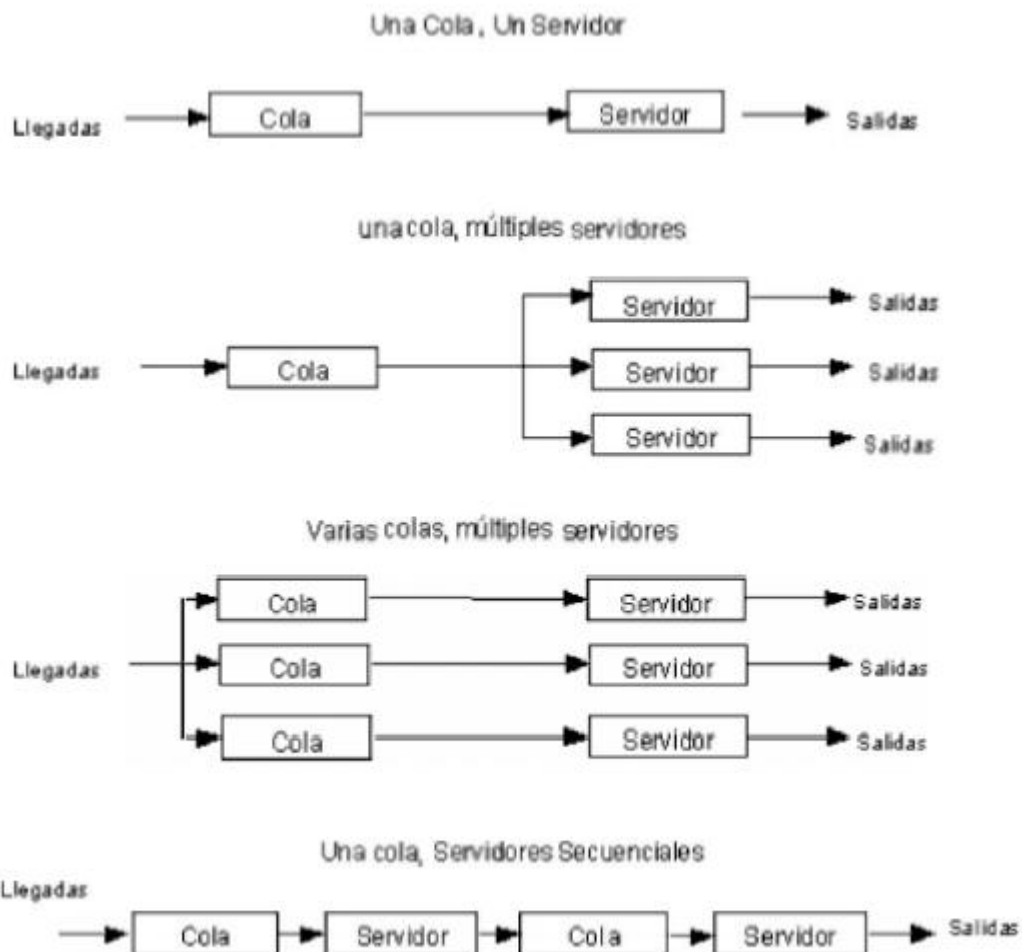 Una Cola, Un Servidor
Llegadas Cola Servidor Salidas
una cola, múltiples servidores
Servidor Salidas
Llegadas Cola Servidor Salidas
Servidor Salidas
Varias colas, múltiples servidores
Cola Servidor Salidas
Llegadas Cola Servidor Salidas
Cola Servidor Salidas
Una cola, Servidores Secuenciales
Llegadas
Cola Servidor Cola Servidor Salidas